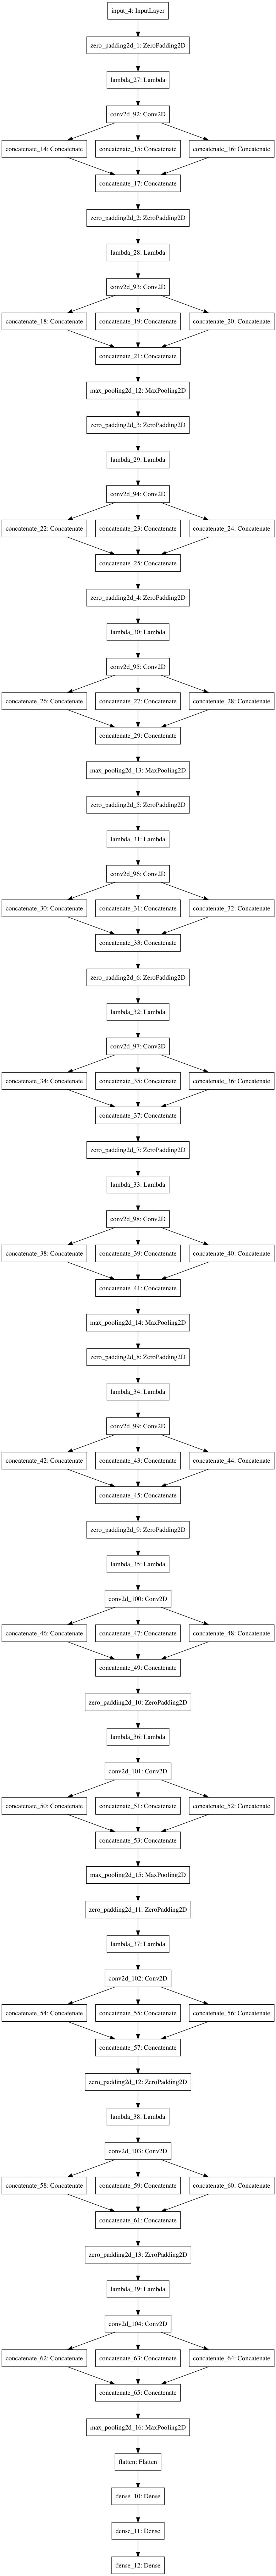 input_4: InputLayer
zero_padding2d_1: ZeroPadding2D
lambda_27: Lambda
conv2d_92: Conv2D
concatenate_14: Concatenate
concatenate_15: Concatenate
concatenate_16: Concatenate
concatenate_17: Concatenate
zero_padding2d_2: ZeroPadding2D
lambda_28: Lambda
conv2d_93: Conv2D
concatenate_18: Concatenate
concatenate_19: Concatenate
concatenate_20: Concatenate
concatenate_21: Concatenate
max_pooling2d_12: MaxPooling2D
zero_padding2d_3: ZeroPadding2D
lambda_29: Lambda
conv2d_94: Conv2D
concatenate_22: Concatenate
concatenate_23: Concatenate
concatenate_24: Concatenate
concatenate_25: Concatenate
zero_padding2d_4: ZeroPadding2D
lambda_30: Lambda
conv2d_95: Conv2D
concatenate_26: Concatenate
concatenate_27: Concatenate
concatenate_28: Concatenate
concatenate_29: Concatenate
max_pooling2d_13: MaxPooling2D
zero_padding2d_5: ZeroPadding2D
lambda_31: Lambda
conv2d_96: Conv2D
concatenate_30: Concatenate
concatenate_31: Concatenate
concatenate_32: Concatenate
concatenate_33: Concatenate
zero_padding2d_6: ZeroPadding2D
lambda_32: Lambda
conv2d_97: Conv2D
concatenate_34: Concatenate
concatenate_35: Concatenate
concatenate_36: Concatenate
concatenate_37: Concatenate
zero_padding2d_7: ZeroPadding2D
lambda_33: Lambda
conv2d_98: Conv2D
concatenate_38: Concatenate
concatenate_39: Concatenate
concatenate_40: Concatenate
concatenate_41: Concatenate
max_pooling2d_14: MaxPooling2D
zero_padding2d_8: ZeroPadding2D
lambda_34: Lambda
conv2d_99: Conv2D
concatenate_42: Concatenate
concatenate_43: Concatenate
concatenate_44: Concatenate
concatenate_45: Concatenate
zero_padding2d_9: ZeroPadding2D
lambda_35: Lambda
conv2d_100: Conv2D
concatenate_46: Concatenate
concatenate_47: Concatenate
concatenate_48: Concatenate
concatenate_49: Concatenate
zero_padding2d_10: ZeroPadding2D
lambda_36: Lambda
conv2d_101: Conv2D
concatenate_50: Concatenate
concatenate_51: Concatenate
concatenate_52: Concatenate
concatenate_53: Concatenate
max_pooling2d_15: MaxPooling2D
zero_padding2d_11: ZeroPadding2D
lambda_37: Lambda
conv2d_102: Conv2D
concatenate_54: Concatenate
concatenate_55: Concatenate
concatenate_56: Concatenate
concatenate_57: Concatenate
zero_padding2d_12: ZeroPadding2D
lambda_38: Lambda
conv2d_103: Conv2D
concatenate_58: Concatenate
concatenate_59: Concatenate
concatenate_60: Concatenate
concatenate_61: Concatenate
zero_padding2d_13: ZeroPadding2D
lambda_39: Lambda
conv2d_104: Conv2D
concatenate_62: Concatenate
concatenate_63: Concatenate
concatenate_64: Concatenate
concatenate_65: Concatenate
max_pooling2d_16: MaxPooling2D
flatten: Flatten
dense_10: Dense
dense_11: Dense
dense_12: Dense